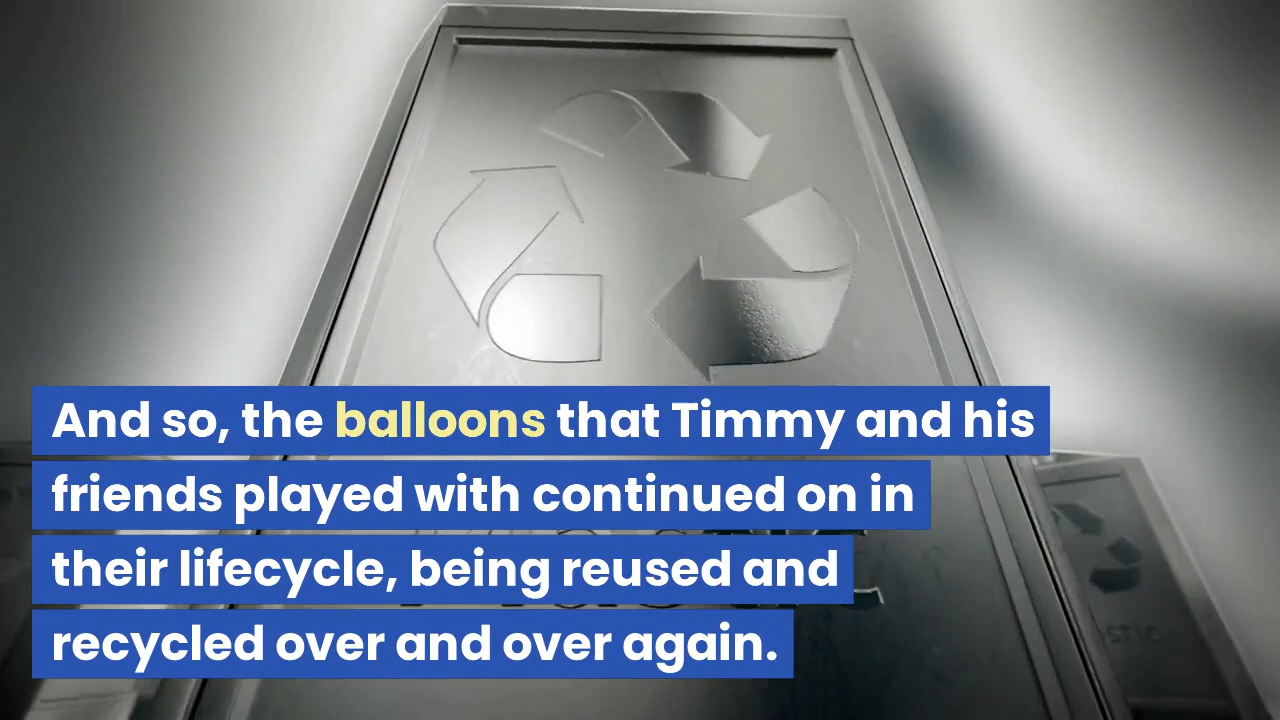 And so, the balloons that Timmy and his
friends played with continued on in
their lifecycle, being reused and
recycled over and over again.